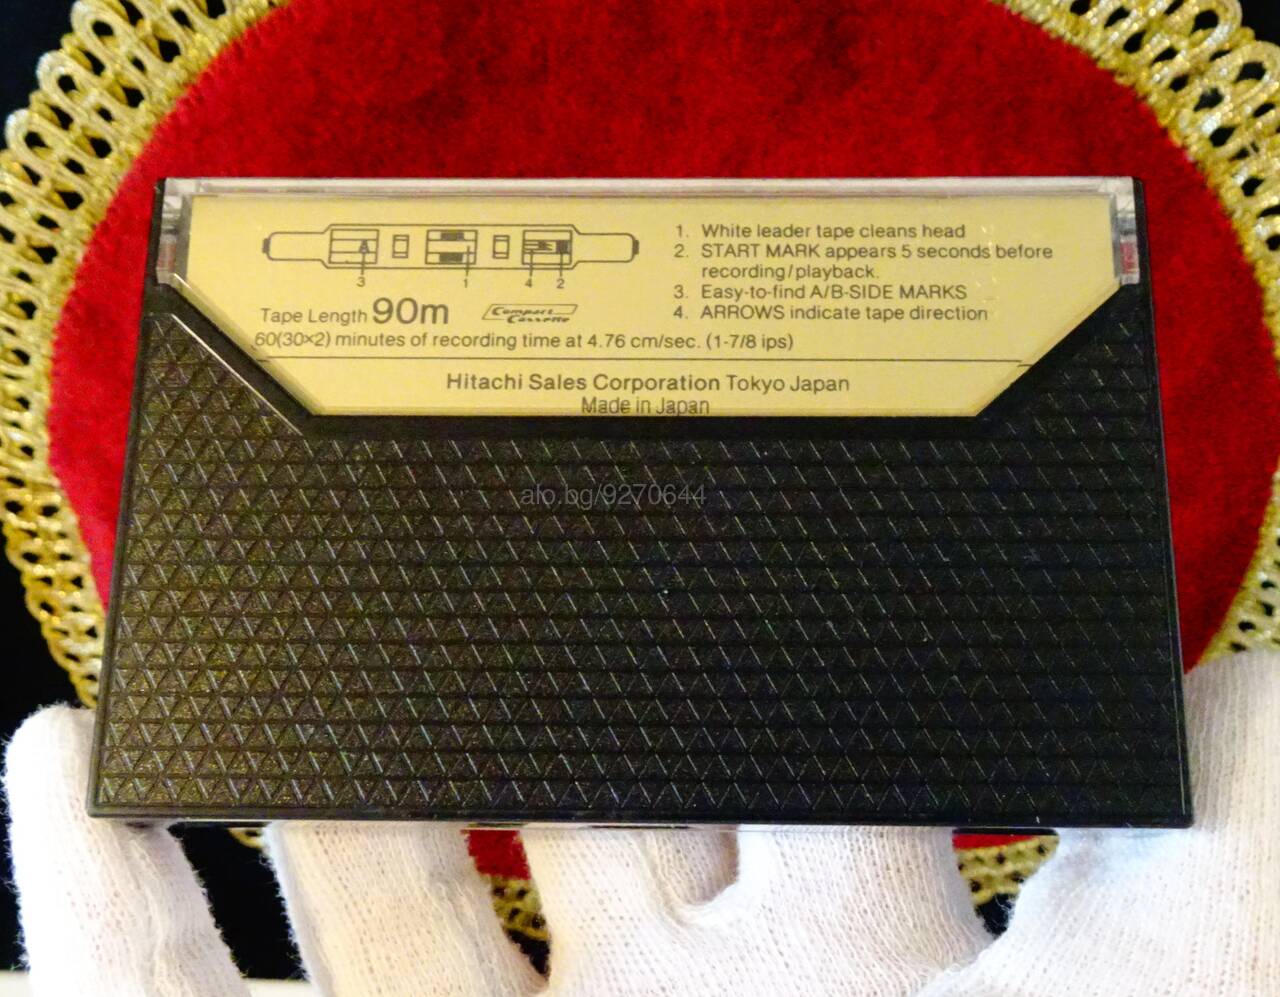 A
3 1 4 2
Tape Length 90m Compact Cassette
60(30×2) minutes of recording time at 4.76 cm/sec. (1-7/8 ips)
1. White leader tape cleans head
2. START MARK appears 5 seconds before
recording/playback.
3. Easy-to-find A/B-SIDE MARKS
4. ARROWS indicate tape direction
Hitachi Sales Corporation Tokyo Japan
Made in Japan
alo.bg/9270644